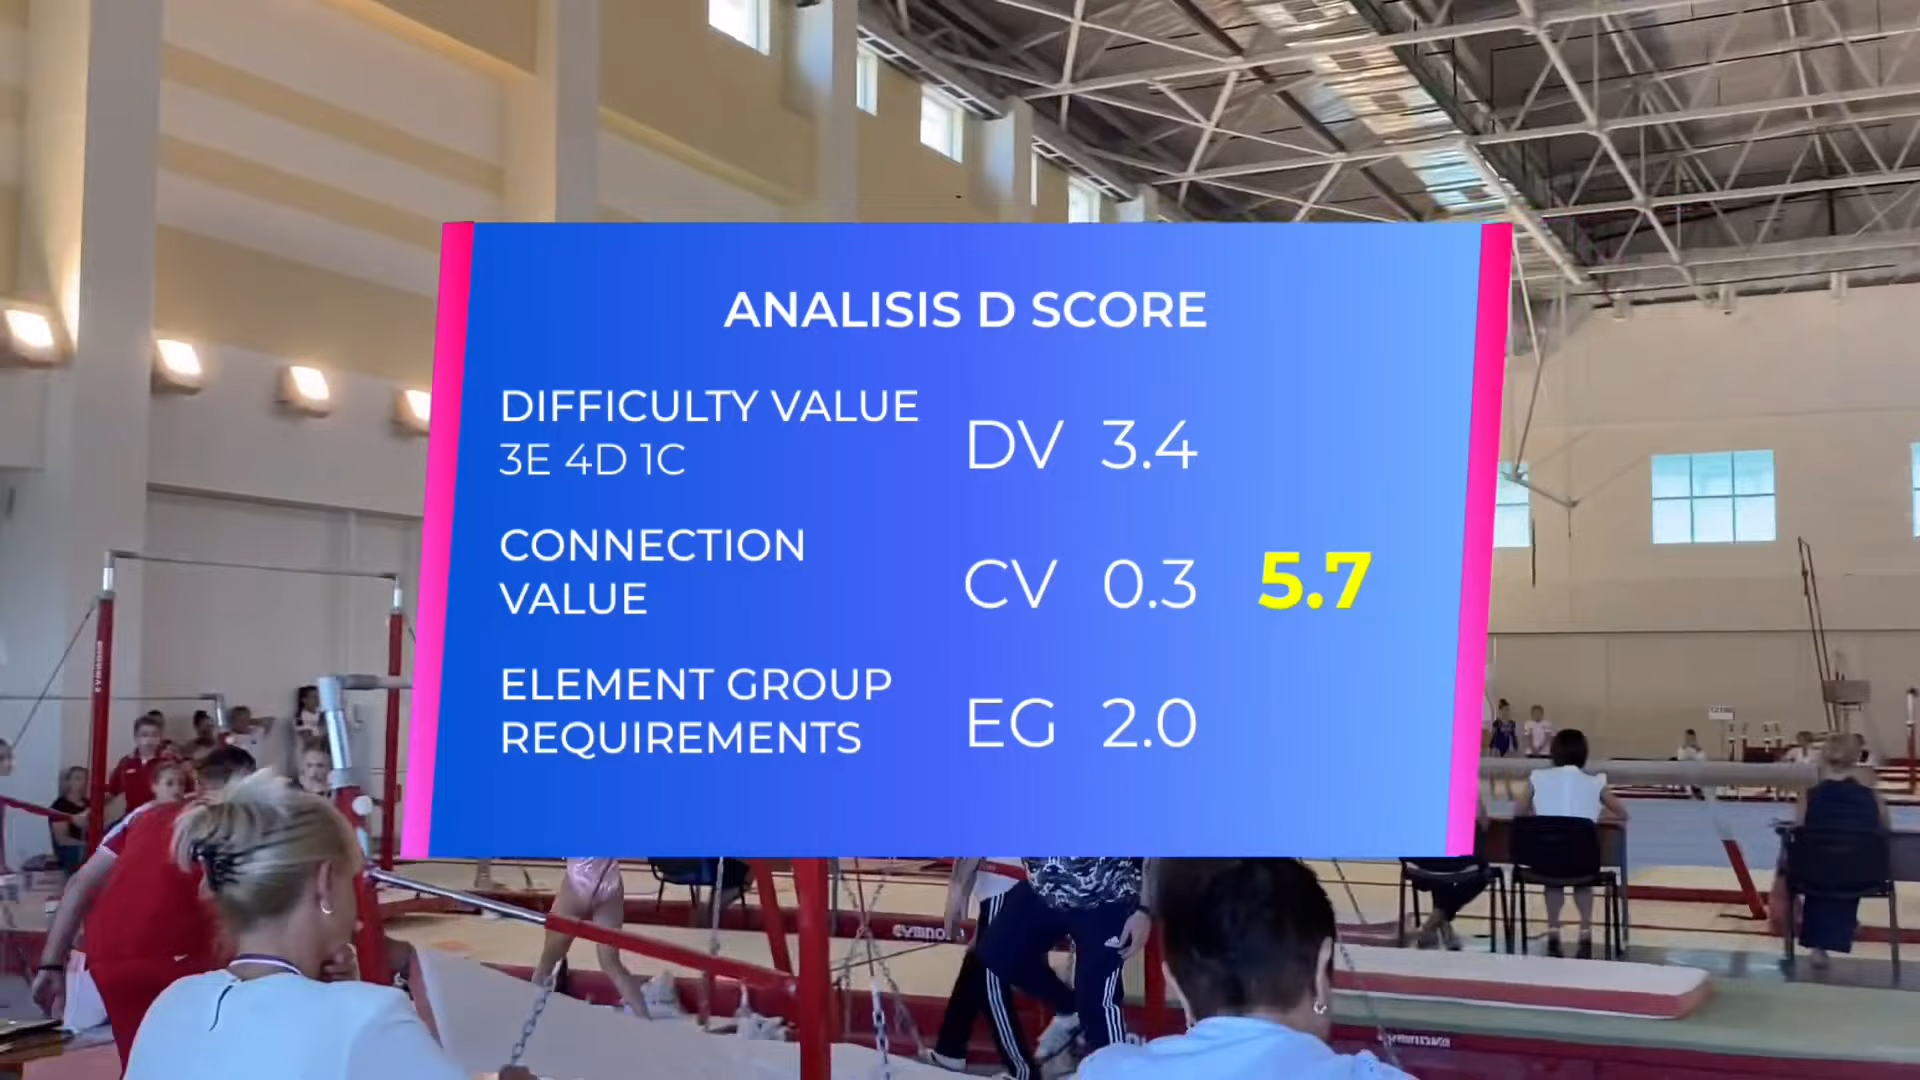 ANALISIS D SCORE
DIFFICULTY VALUE
3E 4D 1C
DV 3.4
CONNECTION
VALUE
CV 0.3 5.7
ELEMENT GROUP
REQUIREMENTS
EG 2.0